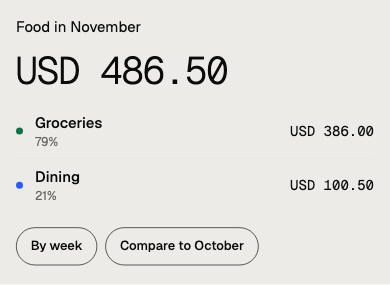 Food in November
USD 486.50
Groceries
79%
USD 386.00
Dining
21%
USD 100.50
By week
Compare to October